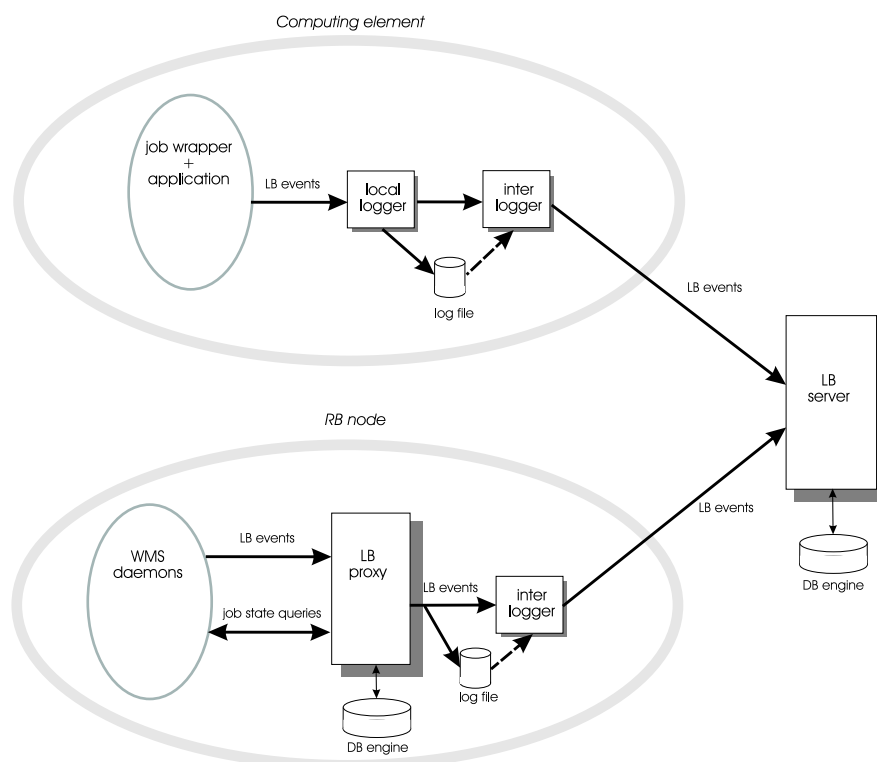 Computing element
job wrapper
+
application
LB events
local
logger
inter
logger
log file
LB events
LB
server
DB engine
RB node
WMS
daemons
LB events
job state queries
LB
proxy
LB events
inter
logger
log file
DB engine
LB events